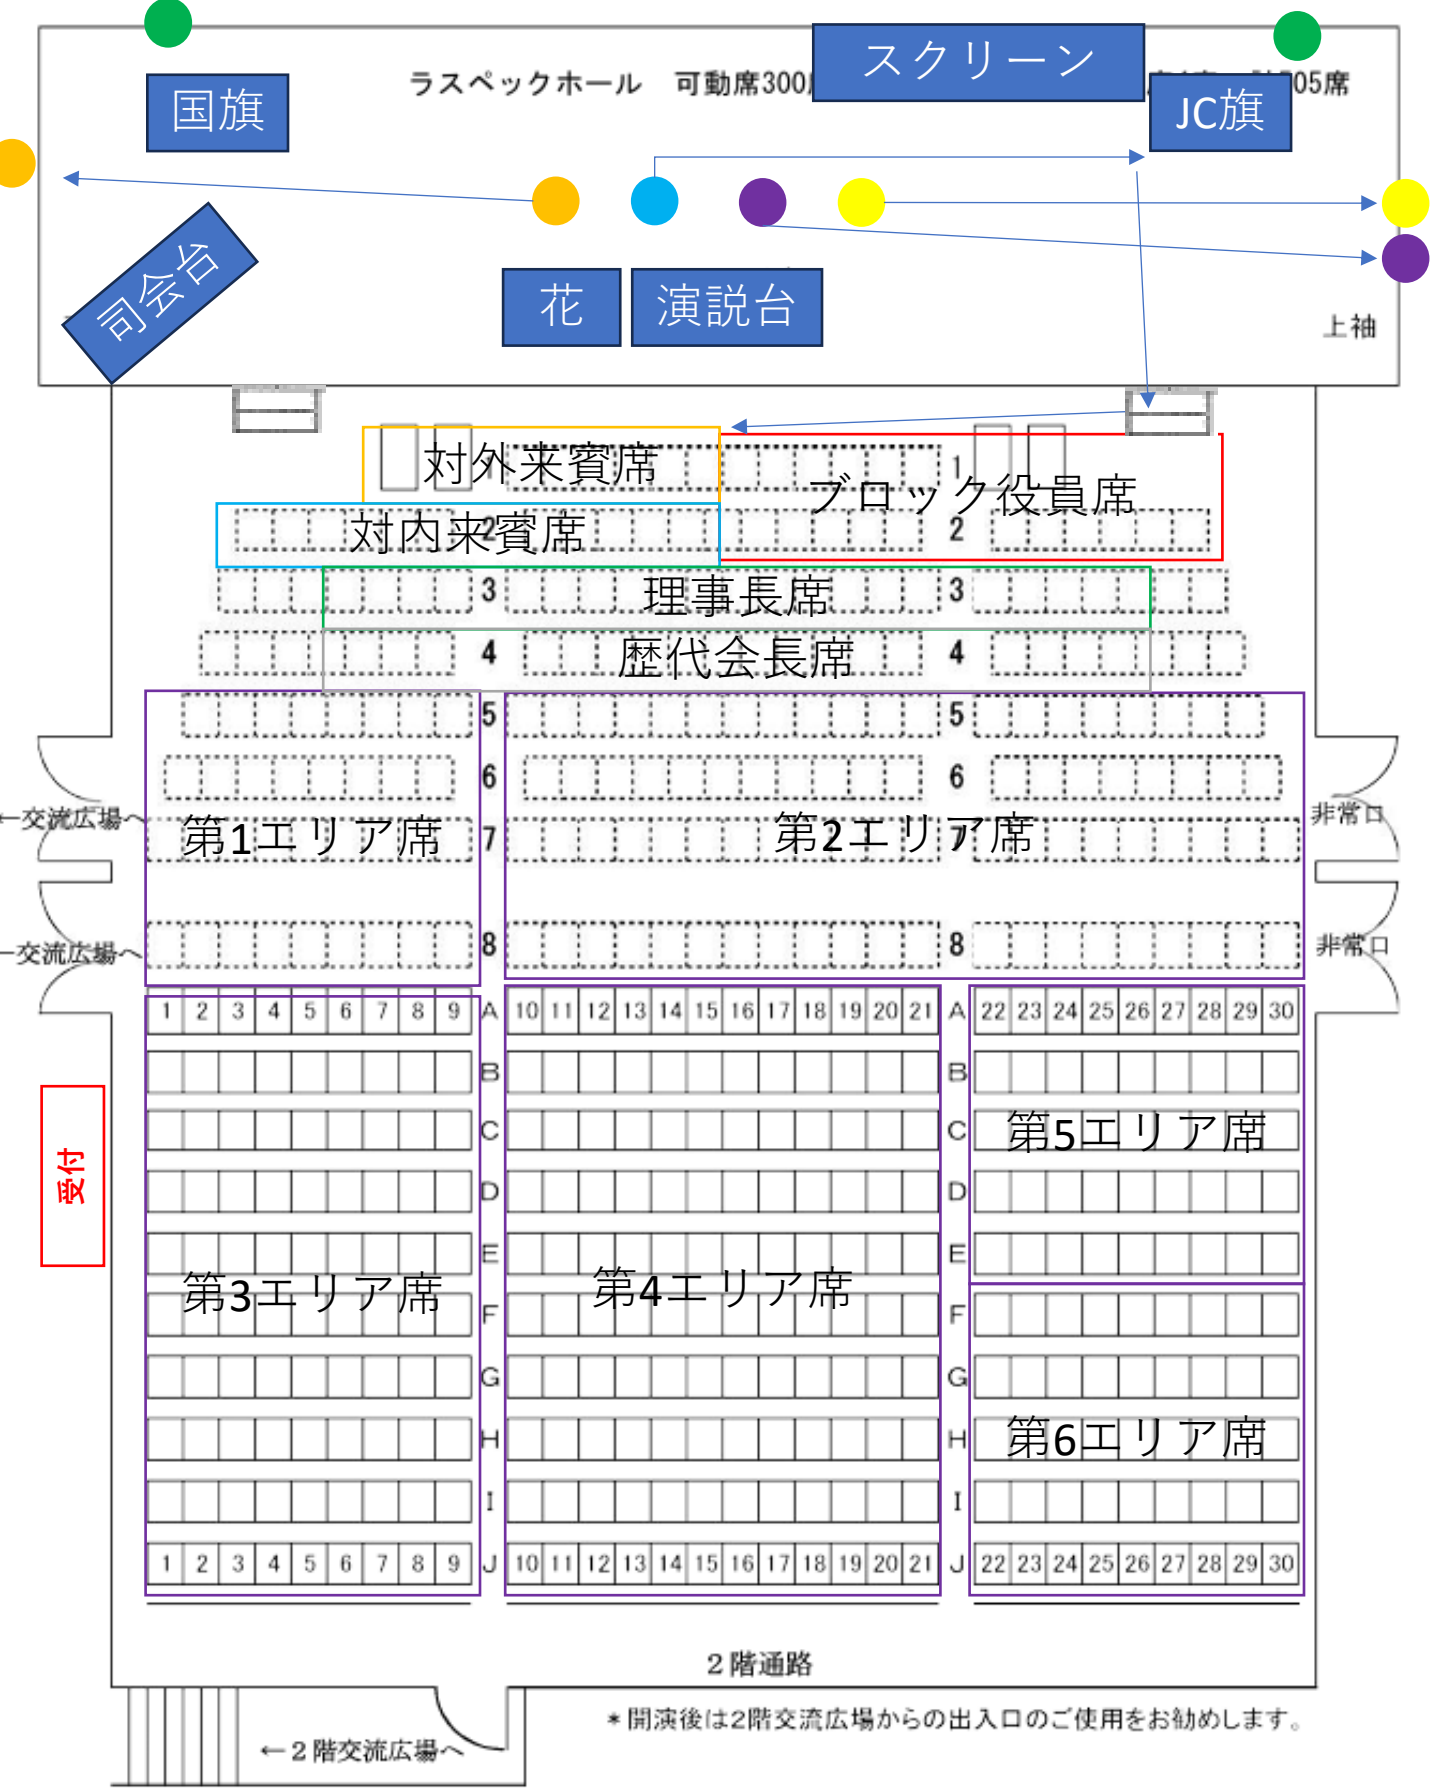 スクリーン
ラスペックホール 可動席300 05席
国旗
JC旗
司会台
花
演説台
上袖
対外来賓席 1
ブロック役員席
対内来賓席 2 2
3 理事長席 3
4 歴代会長席 4
5 5
6 6
←交流広場へ
第1エリア席 7
第2エリア席 7
非常口
←交流広場へ
8 8
非常口
1 2 3 4 5 6 7 8 9 A 10 11 12 13 14 15 16 17 18 19 20 21 A 22 23 24 25 26 27 28 29 30
B B
C C
第5エリア席
受付
D D
E E
第3エリア席
第4エリア席
F F
G G
H H
第6エリア席
I I
1 2 3 4 5 6 7 8 9 J 10 11 12 13 14 15 16 17 18 19 20 21 J 22 23 24 25 26 27 28 29 30
2階通路
*開演後は2階交流広場からの出入口のご使用をお勧めします。
←2階交流広場へ